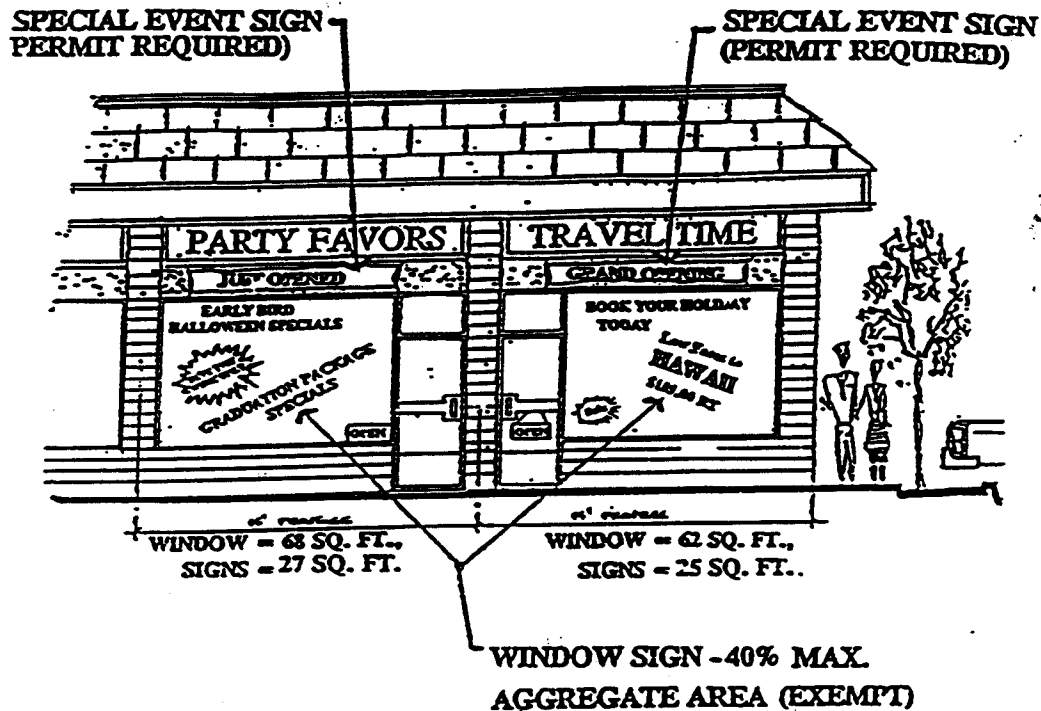 SPECIAL EVENT SIGN
PERMIT REQUIRED)
SPECIAL EVENT SIGN
(PERMIT REQUIRED)
PARTY FAVORS
TRAVEL TIME
JUST OPENED
GRAND OPENING
EARLY BIRD
HALLOWEEN SPECIALS
GRADUATION PACKAGE
SPECIALS
OPEN
BOOK YOUR HOLIDAY
TODAY
HAWAII
OPEN
WINDOW = 68 SQ. FT.,
SIGNS = 27 SQ. FT.
WINDOW = 62 SQ. FT.,
SIGNS = 25 SQ. FT..
WINDOW SIGN -40% MAX.
AGGREGATE AREA (EXEMPT)